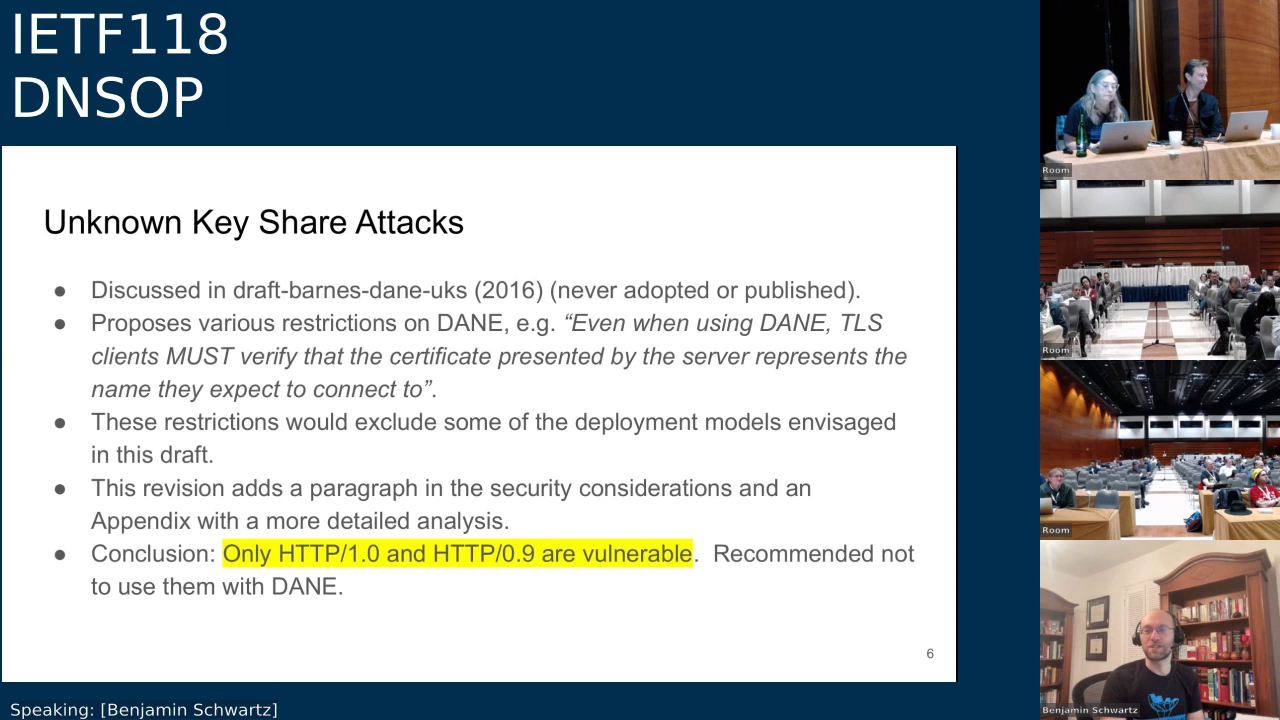 IETF118
DNSOP
Unknown Key Share Attacks
● Discussed in draft-barnes-dane-uks (2016) (never adopted or published).
● Proposes various restrictions on DANE, e.g. “Even when using DANE, TLS
clients MUST verify that the certificate presented by the server represents the
name they expect to connect to”.
● These restrictions would exclude some of the deployment models envisaged
in this draft.
● This revision adds a paragraph in the security considerations and an
Appendix with a more detailed analysis.
● Conclusion: Only HTTP/1.0 and HTTP/0.9 are vulnerable. Recommended not
to use them with DANE.
6
Speaking: [Benjamin Schwartz]
Room
Room
Room
Benjamin Schwartz